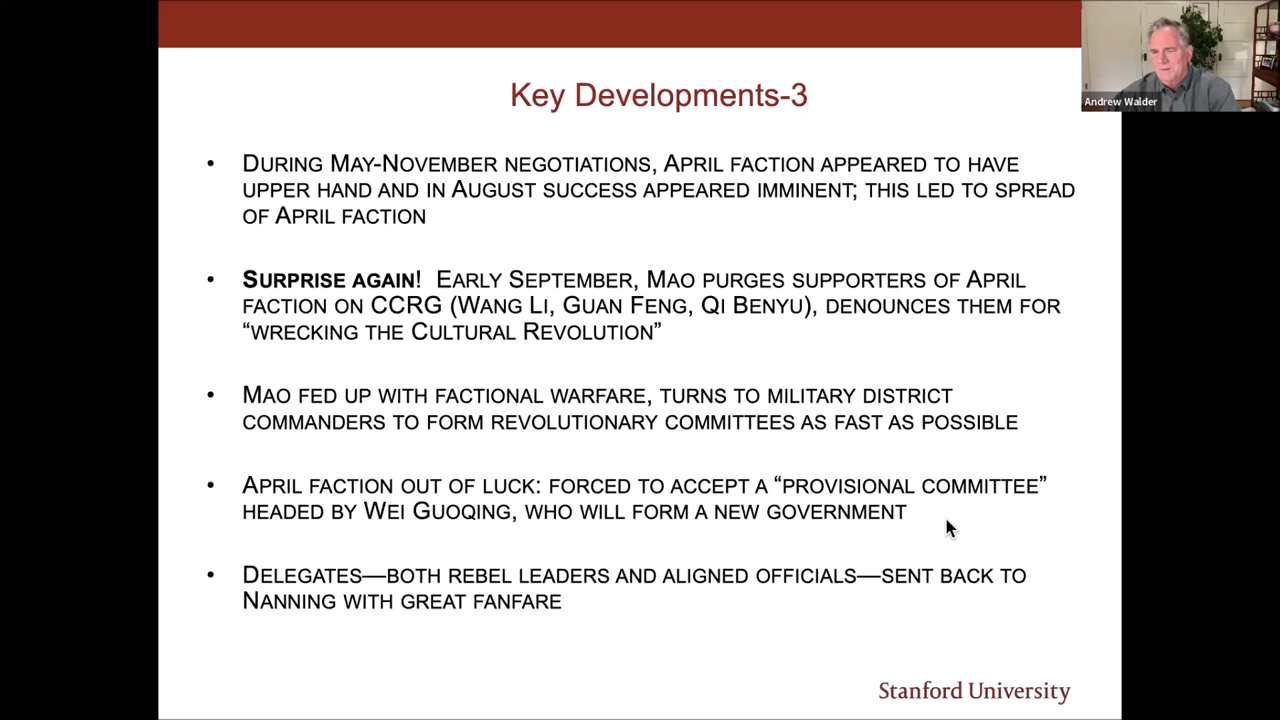 Key Developments-3
Andrew Walder
• During May-November negotiations, April faction appeared to have
upper hand and in August success appeared imminent; this led to spread
of April faction
• Surprise again! Early September, Mao purges supporters of April
faction on CCRG (Wang Li, Guan Feng, Qi Benyu), denounces them for
“wrecking the Cultural Revolution”
• Mao fed up with factional warfare, turns to military district
commanders to form revolutionary committees as fast as possible
• April faction out of luck: forced to accept a “provisional committee”
headed by Wei Guoqing, who will form a new government
• Delegates—both rebel leaders and aligned officials—sent back to
Nanning with great fanfare
Stanford University